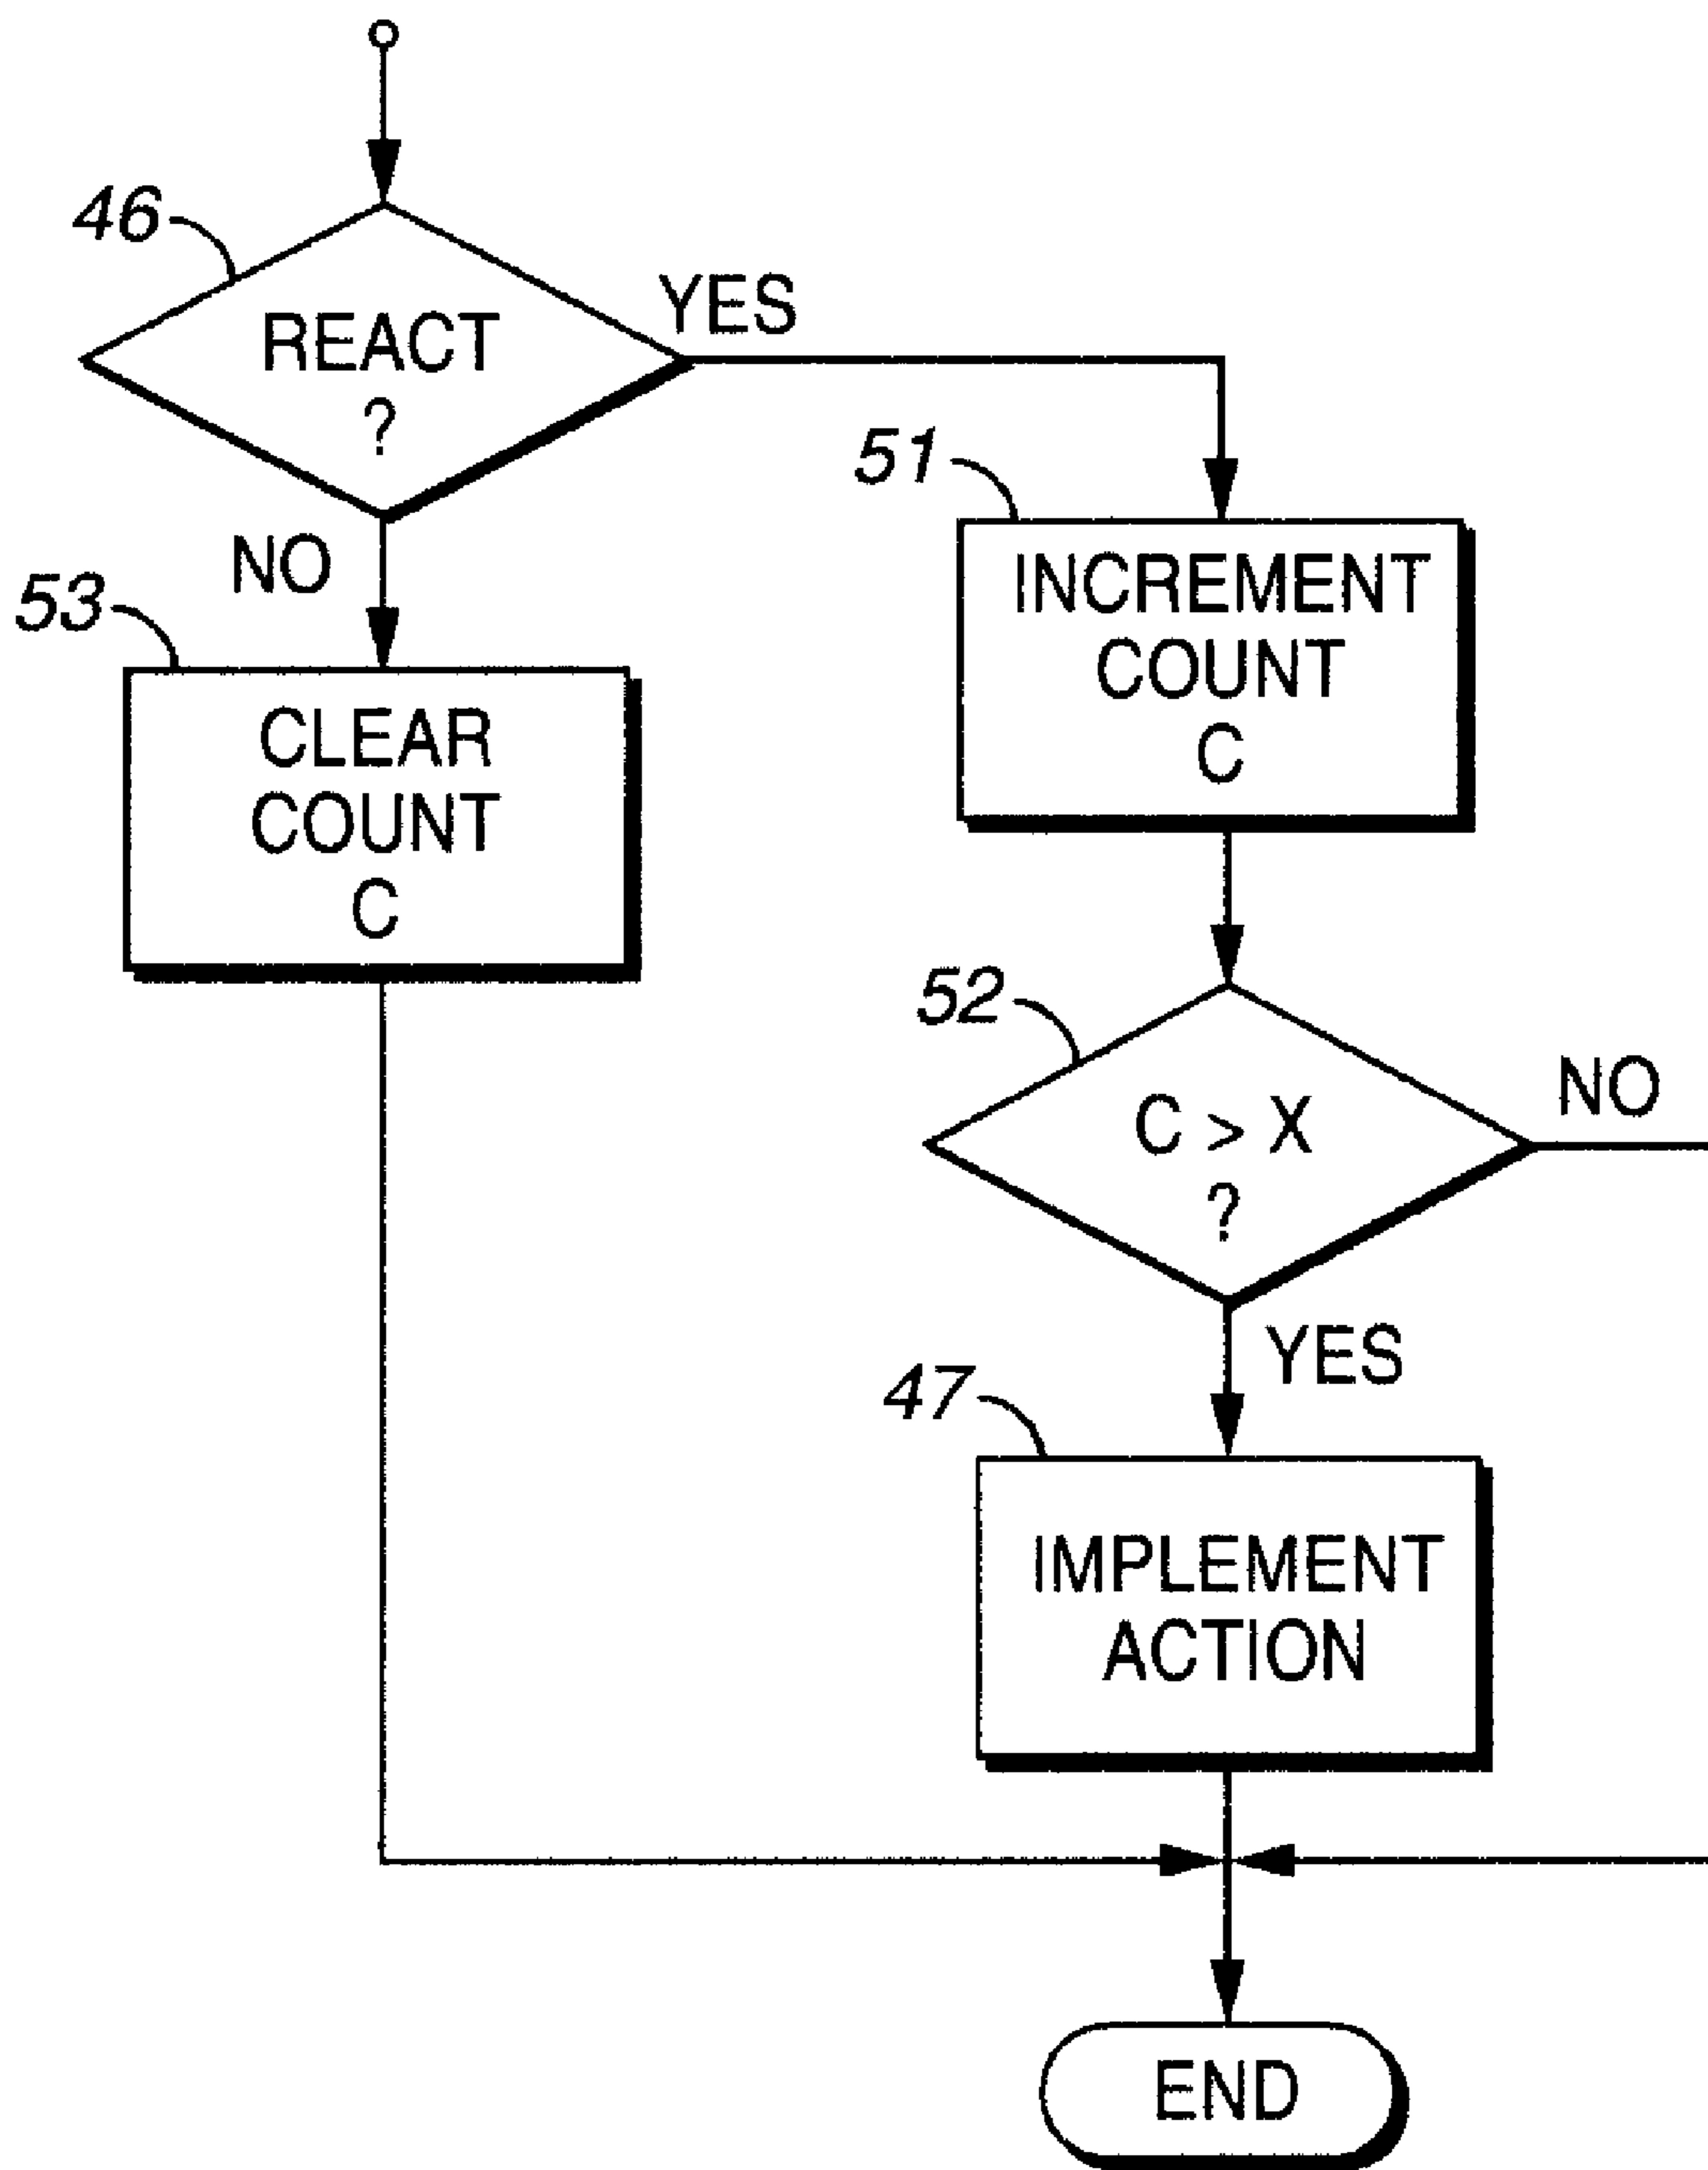 46
REACT
?
YES
NO
53
CLEAR
COUNT
C
51
INCREMENT
COUNT
C
52
C > X
?
NO
YES
47
IMPLEMENT
ACTION
END